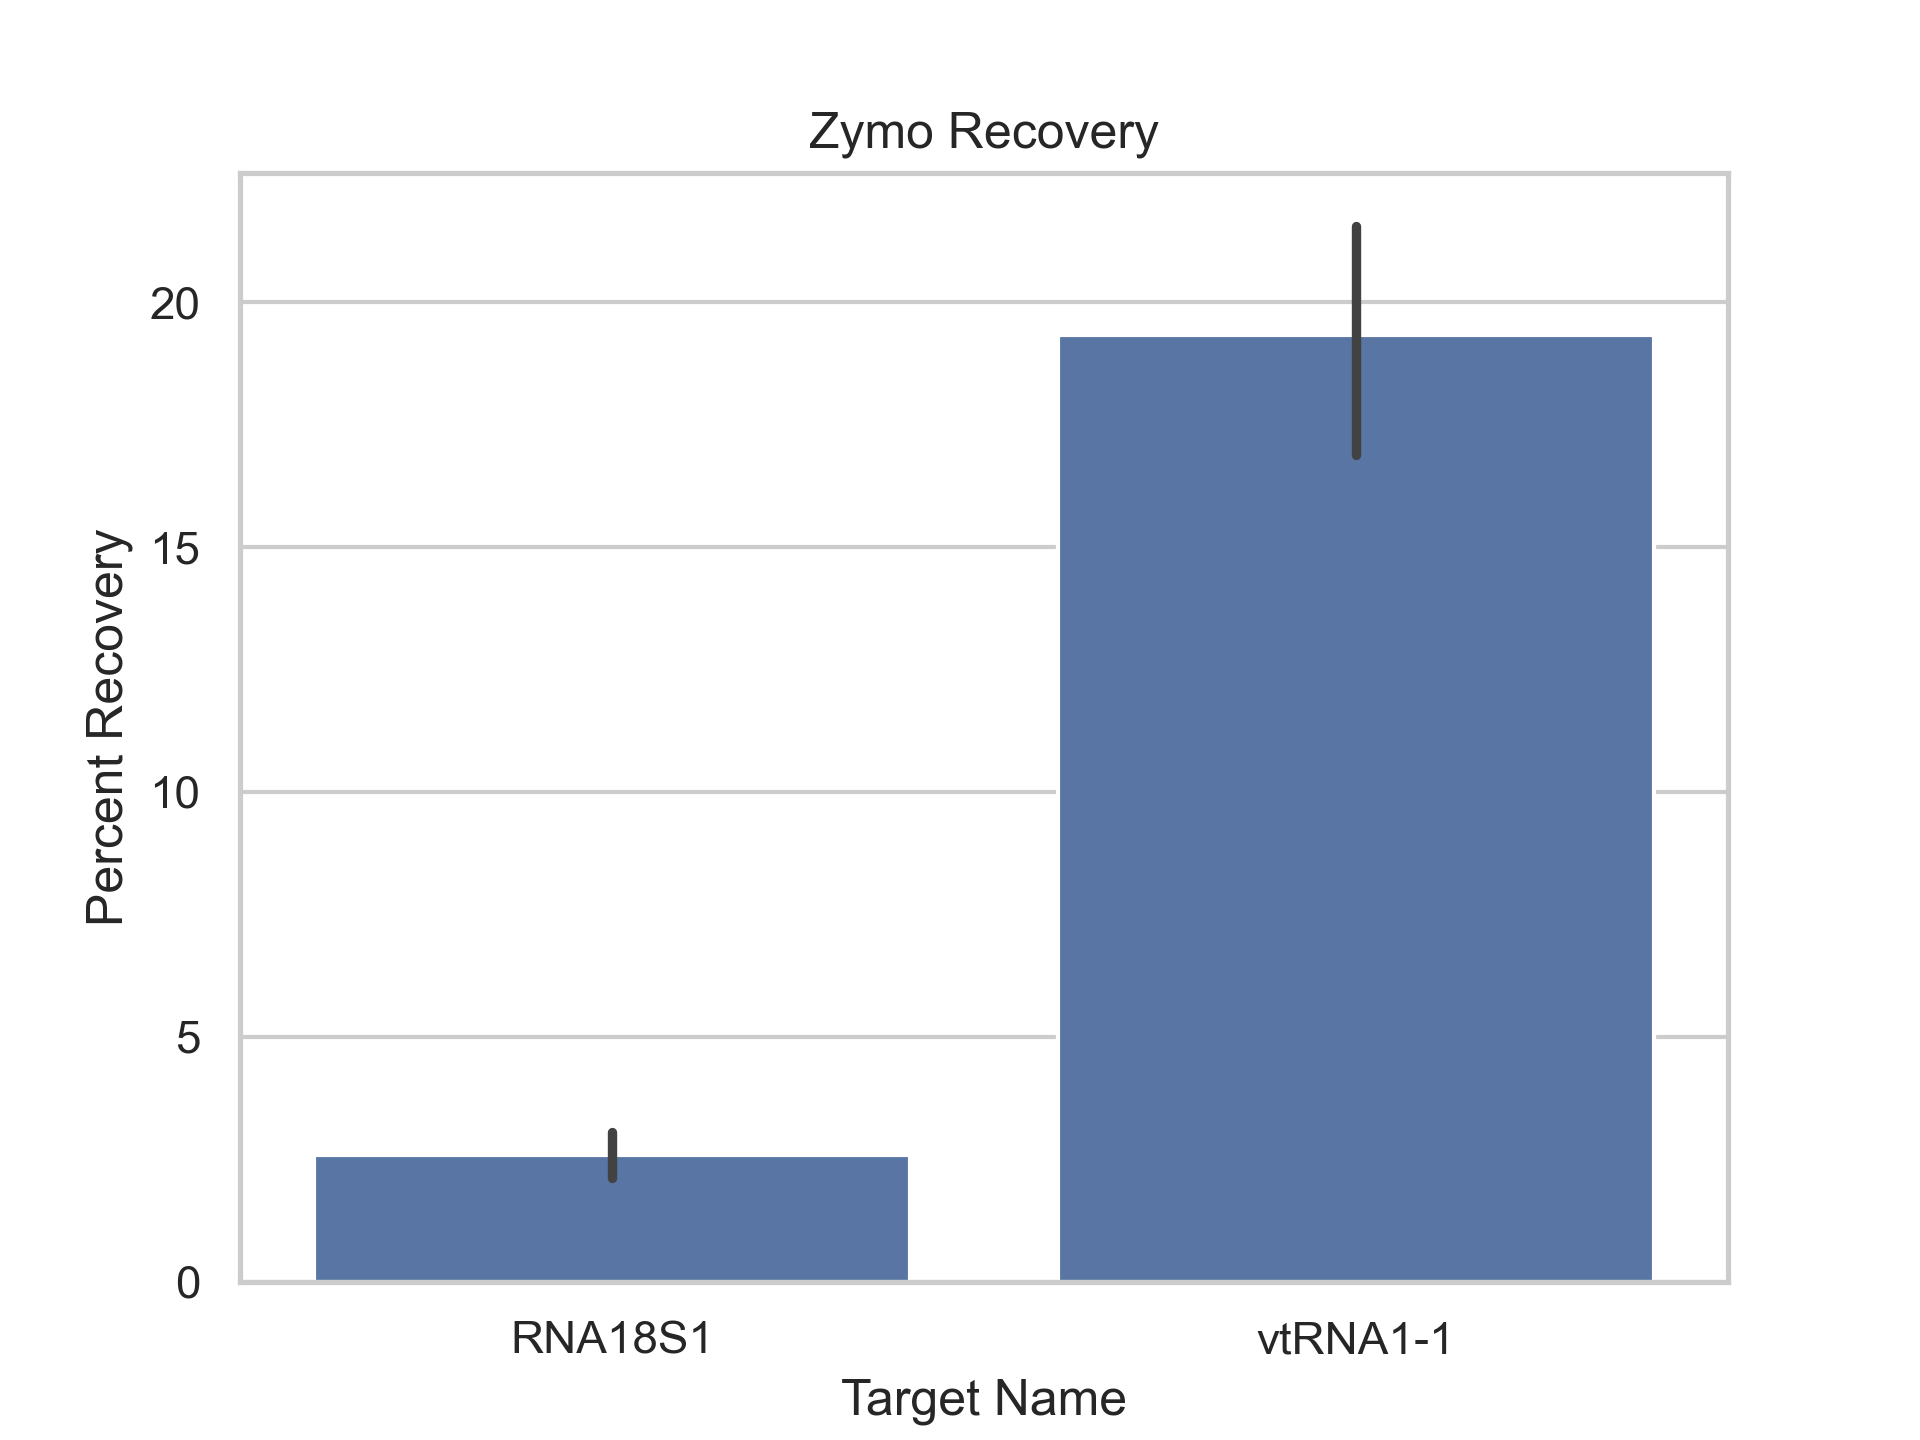 Zymo Recovery
Percent Recovery
20
15
10
5
0
RNA18S1
vtRNA1-1
Target Name